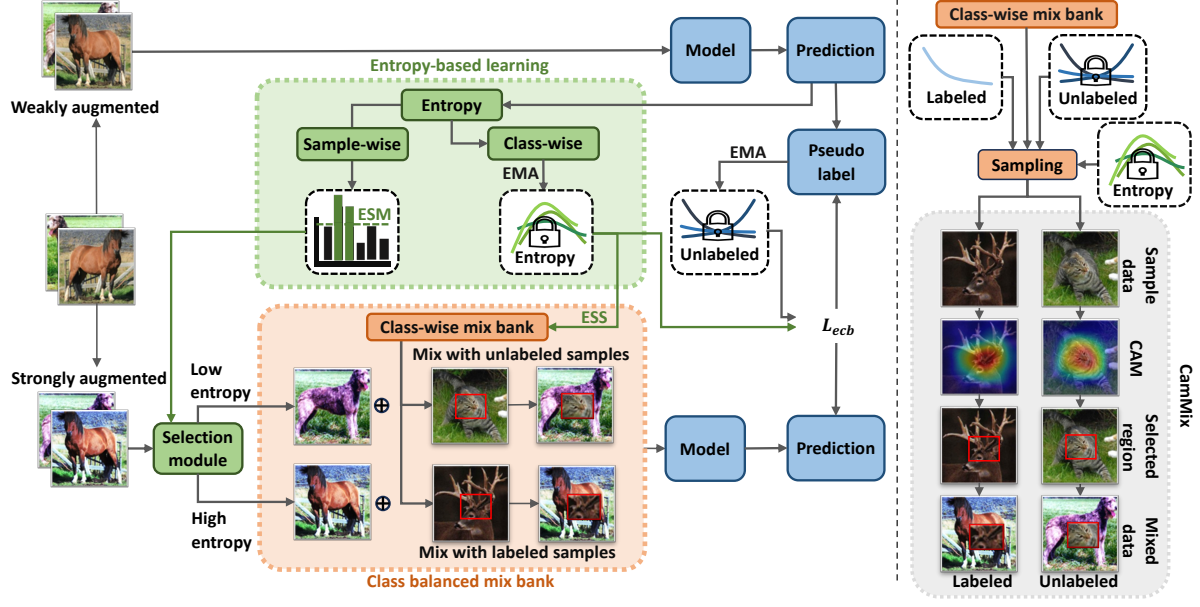 Weakly augmented
Strongly augmented
Entropy-based learning
Entropy
Sample-wise
Class-wise
EMA
ESM
Entropy
Model
Prediction
Pseudo
label
EMA
Unlabeled
L_ecb
Selection
module
Low
entropy
High
entropy
ESS
Class-wise mix bank
Mix with unlabeled samples
Mix with labeled samples
Class balanced mix bank
Model
Prediction
Class-wise mix bank
Labeled
Unlabeled
Sampling
Entropy
Sample
data
CAM
Selected
region
Mixed
data
CamMix
Labeled
Unlabeled